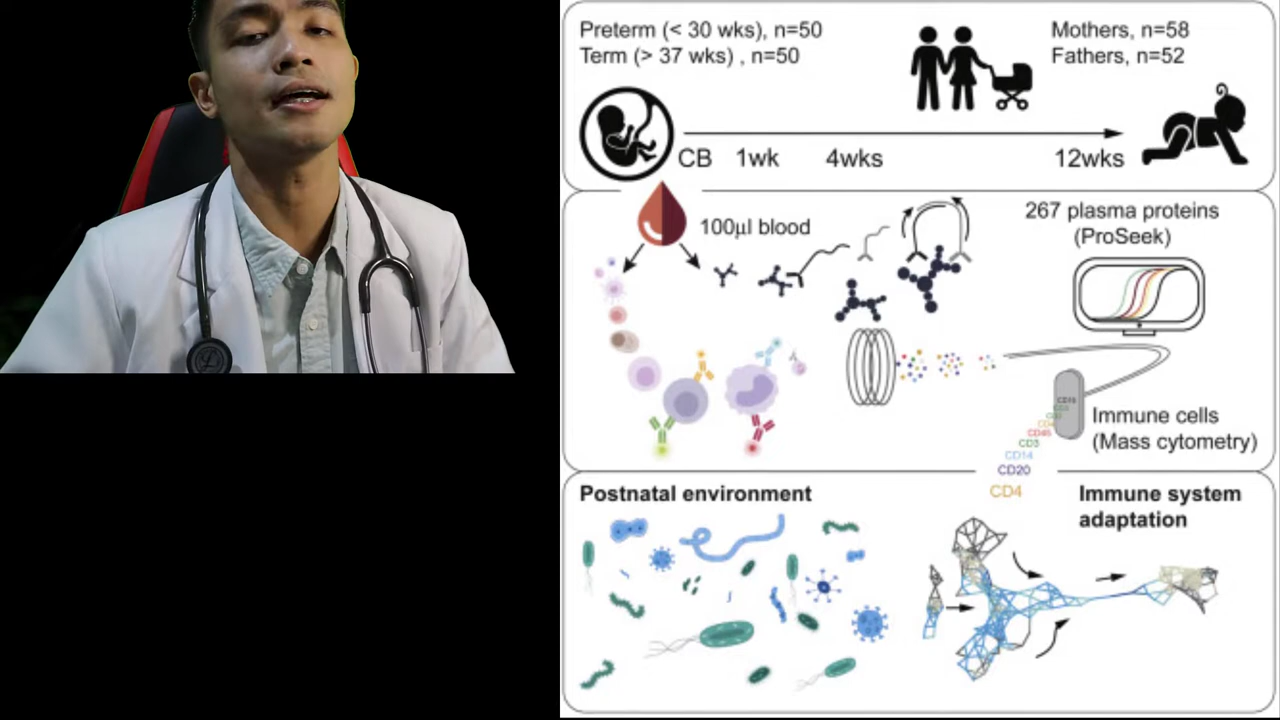 Preterm (< 30 wks), n=50
Term (> 37 wks) , n=50
Mothers, n=58
Fathers, n=52
CB
1wk
4wks
12wks
100µl blood
267 plasma proteins
(ProSeek)
Immune cells
(Mass cytometry)
CD45
CD3
CD14
CD20
CD4
Postnatal environment
Immune system
adaptation